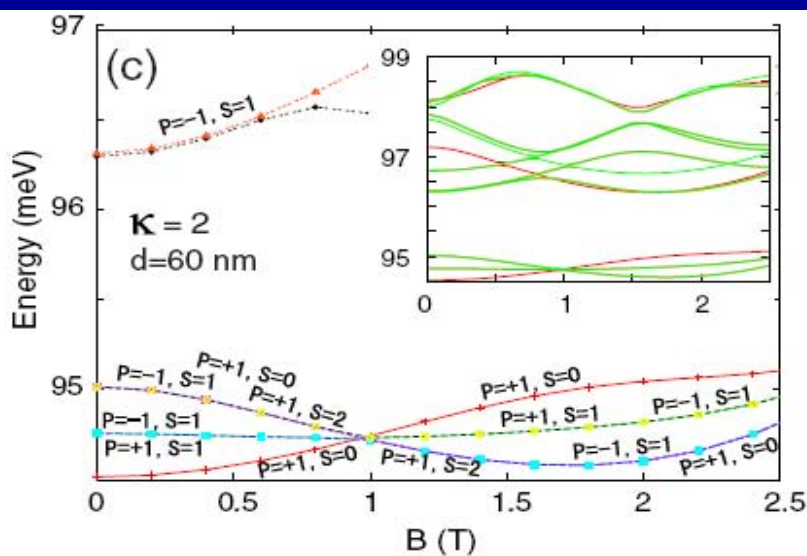 97
(c)
P=−1, S=1
96
κ = 2
d=60 nm
95
Energy (meV)
P=−1, S=1
P=+1, S=0
P=+1, S=2
P=−1, S=1
P=+1, S=1
P=+1, S=0
P=+1, S=0
P=+1, S=1
P=−1, S=1
P=+1, S=2
P=−1, S=1
P=+1, S=0
0 0.5 1 1.5 2 2.5
B (T)
99
97
95
0 1 2